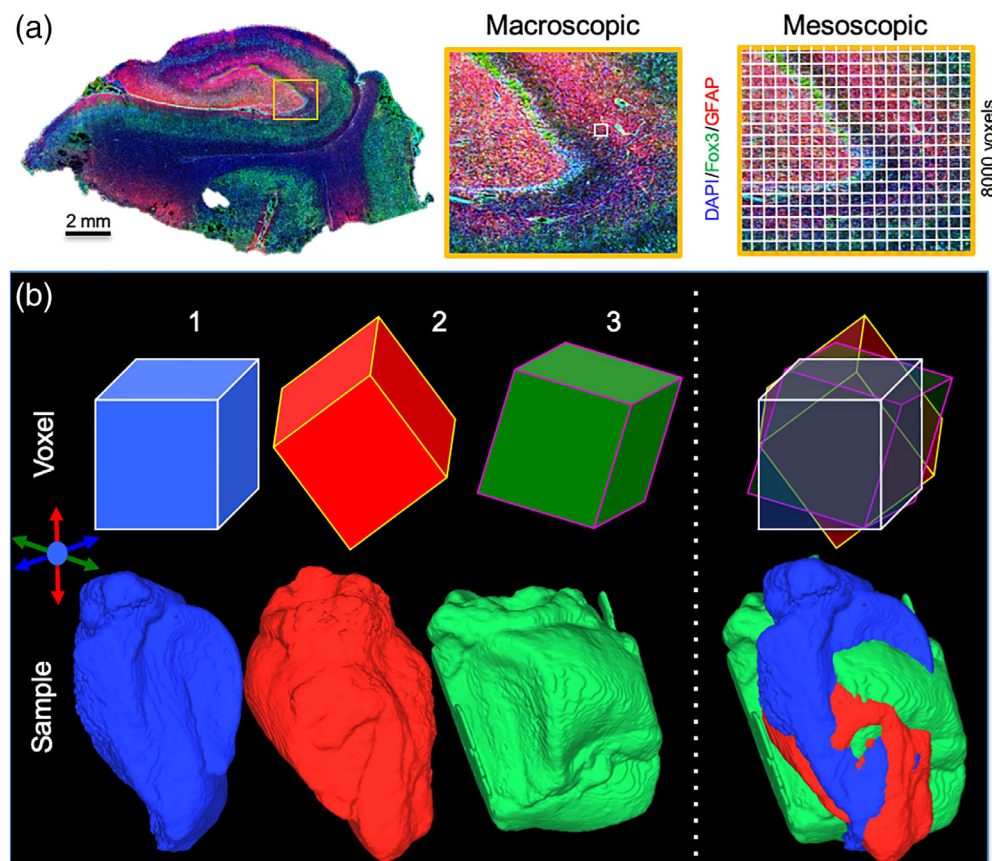 (a)
Macroscopic
Mesoscopic
2 mm
DAPI/Fox3/GFAP
8000 voxels
(b)
1
2
3
Voxel
Sample